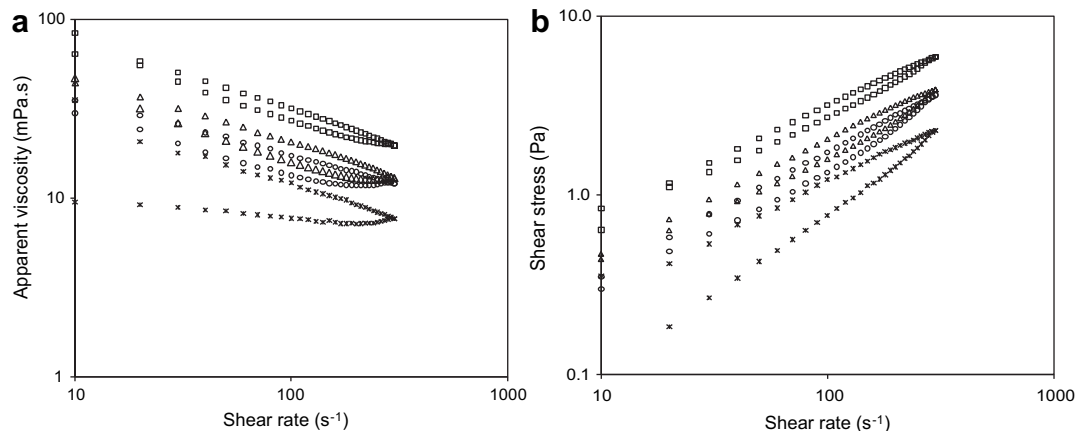 a
100
10
1
10
100
1000
Apparent viscosity (mPa.s)
Shear rate (s⁻¹)
b
10.0
1.0
0.1
10
100
1000
Shear stress (Pa)
Shear rate (s⁻¹)